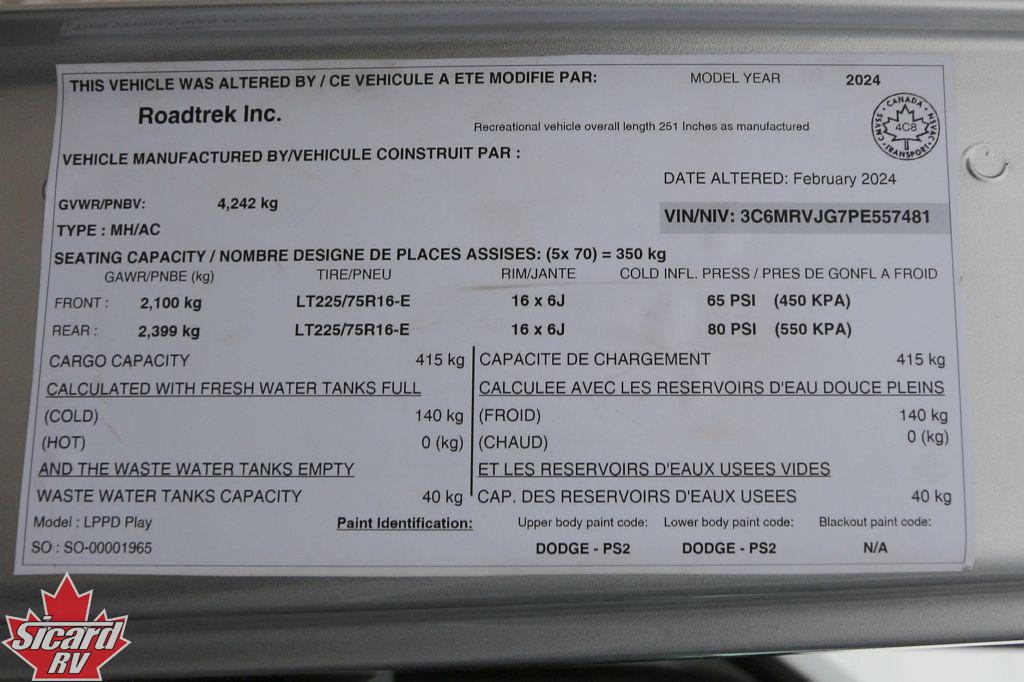 THIS VEHICLE WAS ALTERED BY / CE VEHICULE A ETE MODIFIE PAR: MODEL YEAR 2024
Roadtrek Inc.
Recreational vehicle overall length 251 Inches as manufactured
CANADA
CMVSS 4C8 NSVAC
TRANSPORT
VEHICLE MANUFACTURED BY/VEHICULE COINSTRUIT PAR :
DATE ALTERED: February 2024
GVWR/PNBV: 4,242 kg
VIN/NIV: 3C6MRVJG7PE557481
TYPE : MH/AC
SEATING CAPACITY / NOMBRE DESIGNE DE PLACES ASSISES: (5x 70) = 350 kg
GAWR/PNBE (kg) TIRE/PNEU RIM/JANTE COLD INFL. PRESS / PRES DE GONFL A FROID
FRONT : 2,100 kg LT225/75R16-E 16 x 6J 65 PSI (450 KPA)
REAR : 2,399 kg LT225/75R16-E 16 x 6J 80 PSI (550 KPA)
CARGO CAPACITY 415 kg CAPACITE DE CHARGEMENT 415 kg
CALCULATED WITH FRESH WATER TANKS FULL CALCULEE AVEC LES RESERVOIRS D'EAU DOUCE PLEINS
(COLD) 140 kg (FROID) 140 kg
(HOT) 0 (kg) (CHAUD) 0 (kg)
AND THE WASTE WATER TANKS EMPTY ET LES RESERVOIRS D'EAUX USEES VIDES
WASTE WATER TANKS CAPACITY 40 kg CAP. DES RESERVOIRS D'EAUX USEES 40 kg
Model : LPPD Play Paint Identification: Upper body paint code: Lower body paint code: Blackout paint code:
SO : SO-00001965 DODGE - PS2 DODGE - PS2 N/A
Sicard
RV